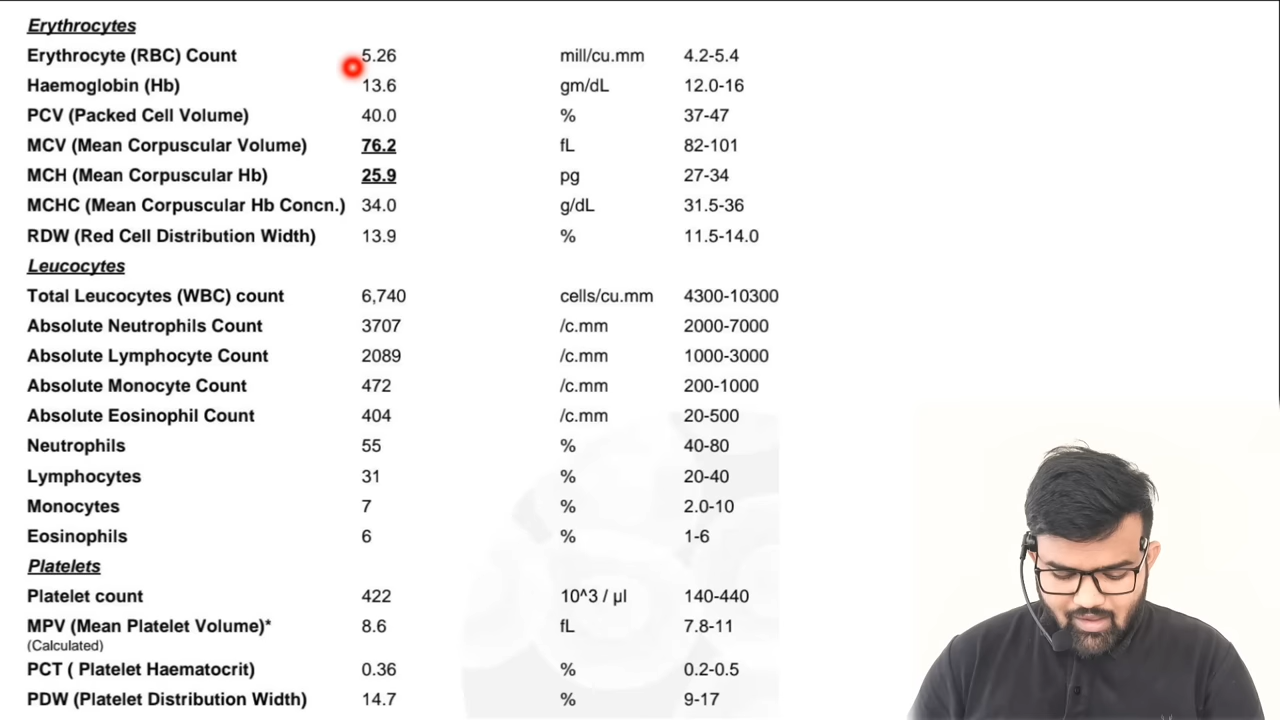 Erythrocytes
Erythrocyte (RBC) Count 5.26 mill/cu.mm 4.2-5.4
Haemoglobin (Hb) 13.6 gm/dL 12.0-16
PCV (Packed Cell Volume) 40.0 % 37-47
MCV (Mean Corpuscular Volume) 76.2 fL 82-101
MCH (Mean Corpuscular Hb) 25.9 pg 27-34
MCHC (Mean Corpuscular Hb Concn.) 34.0 g/dL 31.5-36
RDW (Red Cell Distribution Width) 13.9 % 11.5-14.0
Leucocytes
Total Leucocytes (WBC) count 6,740 cells/cu.mm 4300-10300
Absolute Neutrophils Count 3707 /c.mm 2000-7000
Absolute Lymphocyte Count 2089 /c.mm 1000-3000
Absolute Monocyte Count 472 /c.mm 200-1000
Absolute Eosinophil Count 404 /c.mm 20-500
Neutrophils 55 % 40-80
Lymphocytes 31 % 20-40
Monocytes 7 % 2.0-10
Eosinophils 6 % 1-6
Platelets
Platelet count 422 10^3 / µl 140-440
MPV (Mean Platelet Volume)* 8.6 fL 7.8-11
(Calculated)
PCT ( Platelet Haematocrit) 0.36 % 0.2-0.5
PDW (Platelet Distribution Width) 14.7 % 9-17